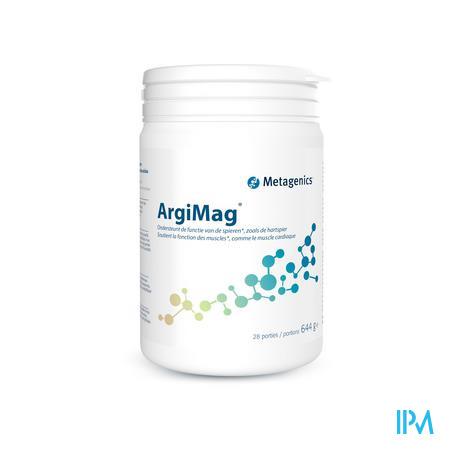 Metagenics®
ArgiMag®
Ondersteunt de functie van de spieren*, zoals de hartspier
Soutient la fonction des muscles*, comme le muscle cardiaque
28 porties / portions 644 g e
IPM